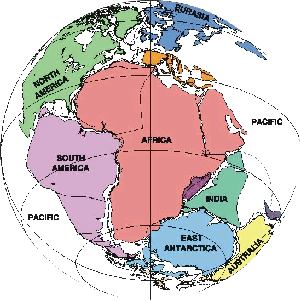 EURASIA
NORTH
AMERICA
PACIFIC
AFRICA
SOUTH
AMERICA
INDIA
PACIFIC
EAST
ANTARCTICA
AUSTRALIA